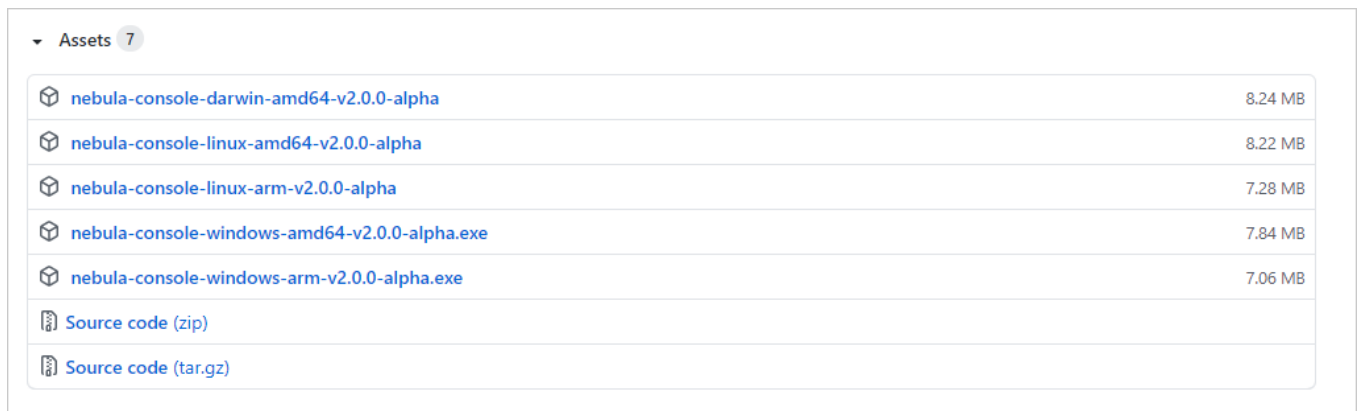 Assets 7
nebula-console-darwin-amd64-v2.0.0-alpha 8.24 MB
nebula-console-linux-amd64-v2.0.0-alpha 8.22 MB
nebula-console-linux-arm-v2.0.0-alpha 7.28 MB
nebula-console-windows-amd64-v2.0.0-alpha.exe 7.84 MB
nebula-console-windows-arm-v2.0.0-alpha.exe 7.06 MB
Source code (zip)
Source code (tar.gz)